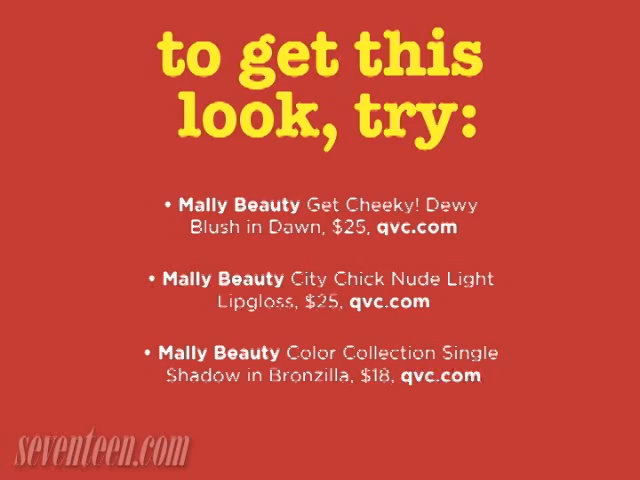 to get this
look, try:
• Mally Beauty Get Cheeky! Dewy
Blush in Dawn, $25, qvc.com
• Mally Beauty City Chick Nude Light
Lipgloss, $25, qvc.com
• Mally Beauty Color Collection Single
Shadow in Bronzilla, $18, qvc.com
seventeen.com